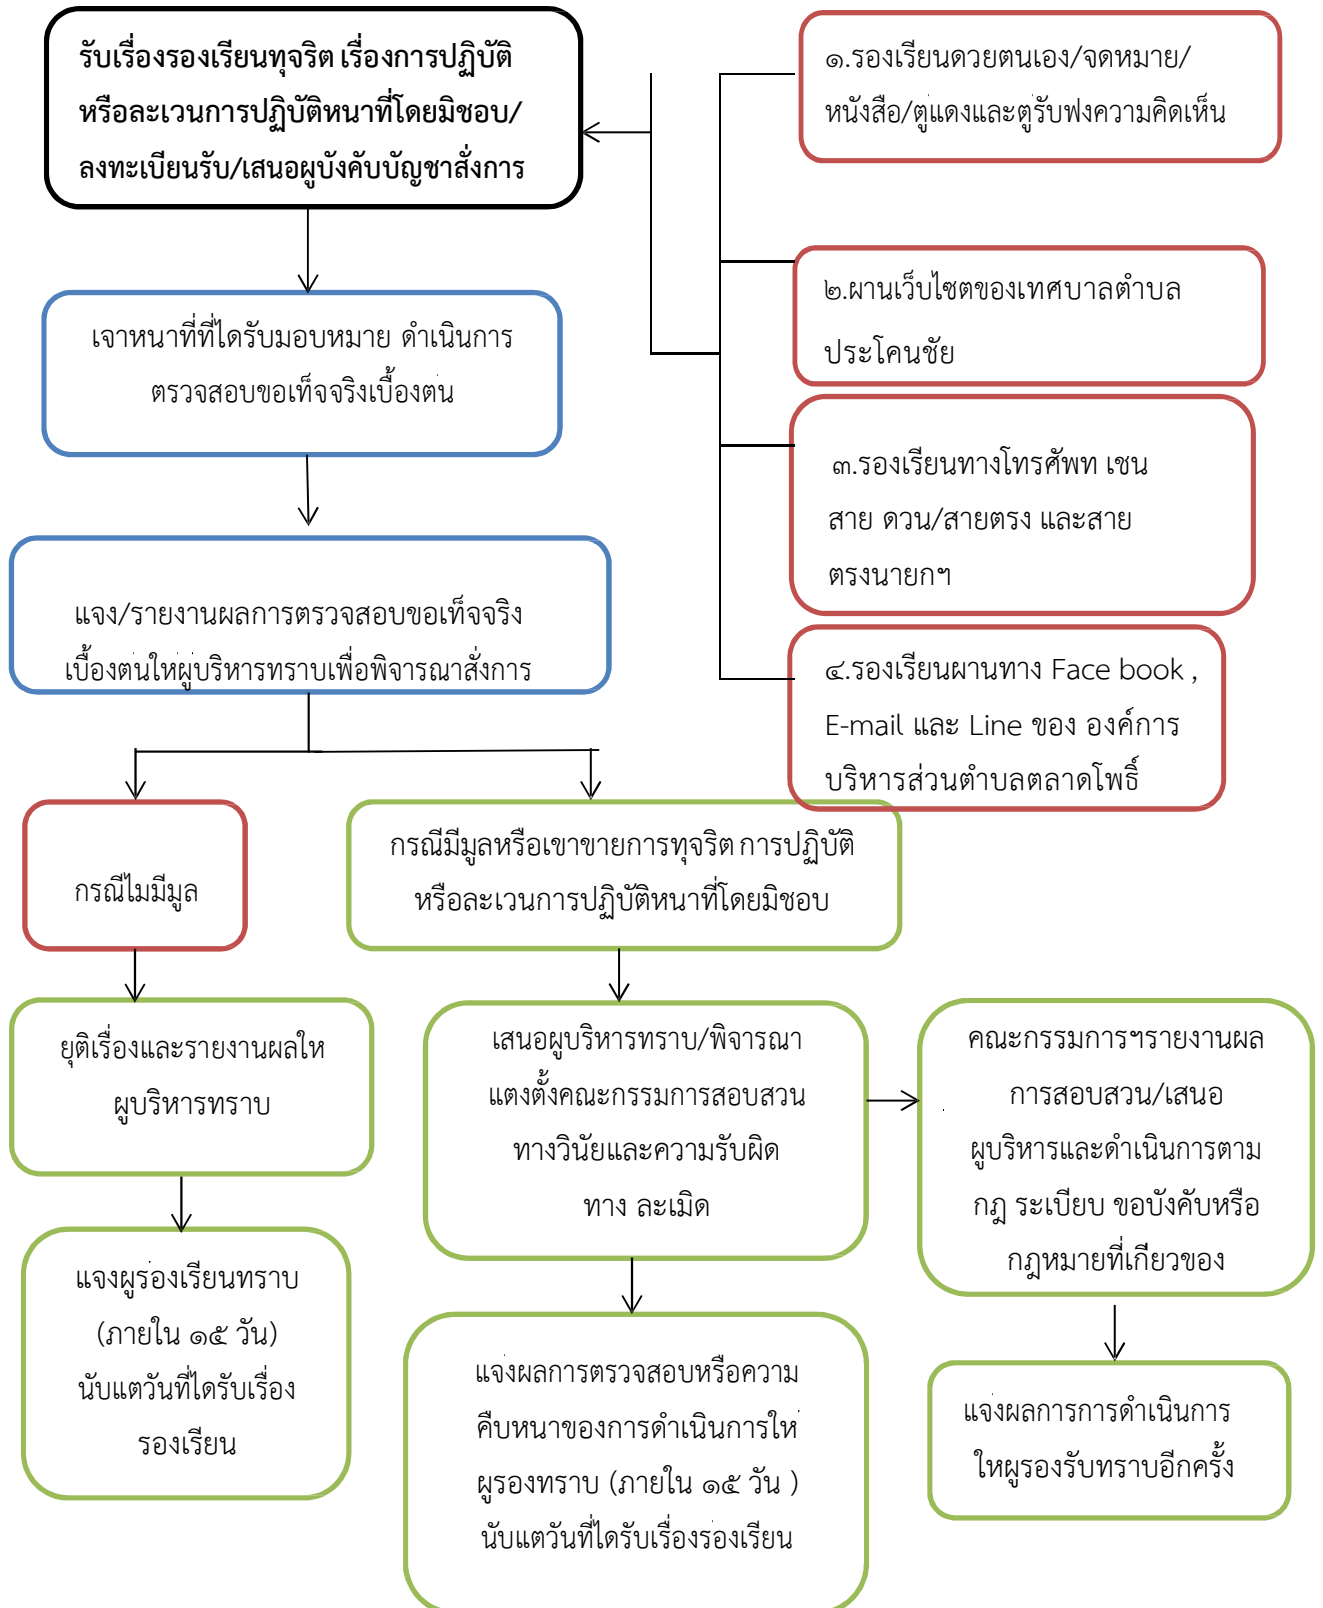 รับเรื่องรองเรียนทุจริต เรื่องการปฏิบัติ
หรือละเวนการปฏิบัติหนาที่โดยมิชอบ/
ลงทะเบียนรับ/เสนอผูบังคับบัญชาสั่งการ
๑.รองเรียนดวยตนเอง/จดหมาย/
หนังสือ/ตู่แดงและตู่รับฟงความคิดเห็น
๒.ผานเว็บไซตของเทศบาลตำบล
ประโคนชัย
๓.รองเรียนทางโทรศัพท เชน
สาย ดวน/สายตรง และสาย
ตรงนายกฯ
๔.รองเรียนผานทาง Face book ,
E-mail และ Line ของ องค์การ
บริหารส่วนตำบลตลาดโพธิ์
เจาหนาที่ที่ไดรับมอบหมาย ดำเนินการ
ตรวจสอบขอเท็จจริงเบื้องต่น
แจง/รายงานผลการตรวจสอบขอเท็จจริง
เบื้องต่นให่ผู่บริหารทราบเพื่อพิจารณาสั่งการ
กรณีไมมีมูล
กรณีมีมูลหรือเขาขายการทุจริต การปฏิบัติ
หรือละเวนการปฏิบัติหนาที่โดยมิชอบ
ยุติเรื่องและรายงานผลให
ผูบริหารทราบ
แจงผูร่องเรียนทราบ
(ภายใน ๑๕ วัน)
นับแตวันที่ไดรับเรื่อง
รองเรียน
เสนอผูบริหารทราบ/พิจารณา
แตงตั้งคณะกรรมการสอบสวน
ทางวินัยและความรับผิด
ทาง ละเมิด
แจ่งผลการตรวจสอบหรือความ
คืบหนาของการดำเนินการให่
ผูรองทราบ (ภายใน ๑๕ วัน )
นับแตวันที่ไดรับเรื่องร่องเรียน
คณะกรรมการฯรายงานผล
การสอบสวน/เสนอ
ผูบริหารและดำเนินการตาม
กฎ ระเบียบ ขอบังคับหรือ
กฎหมายที่เกียวของ
แจ่งผลการการดำเนินการ
ใหผูรองรับทราบอีกครั้ง